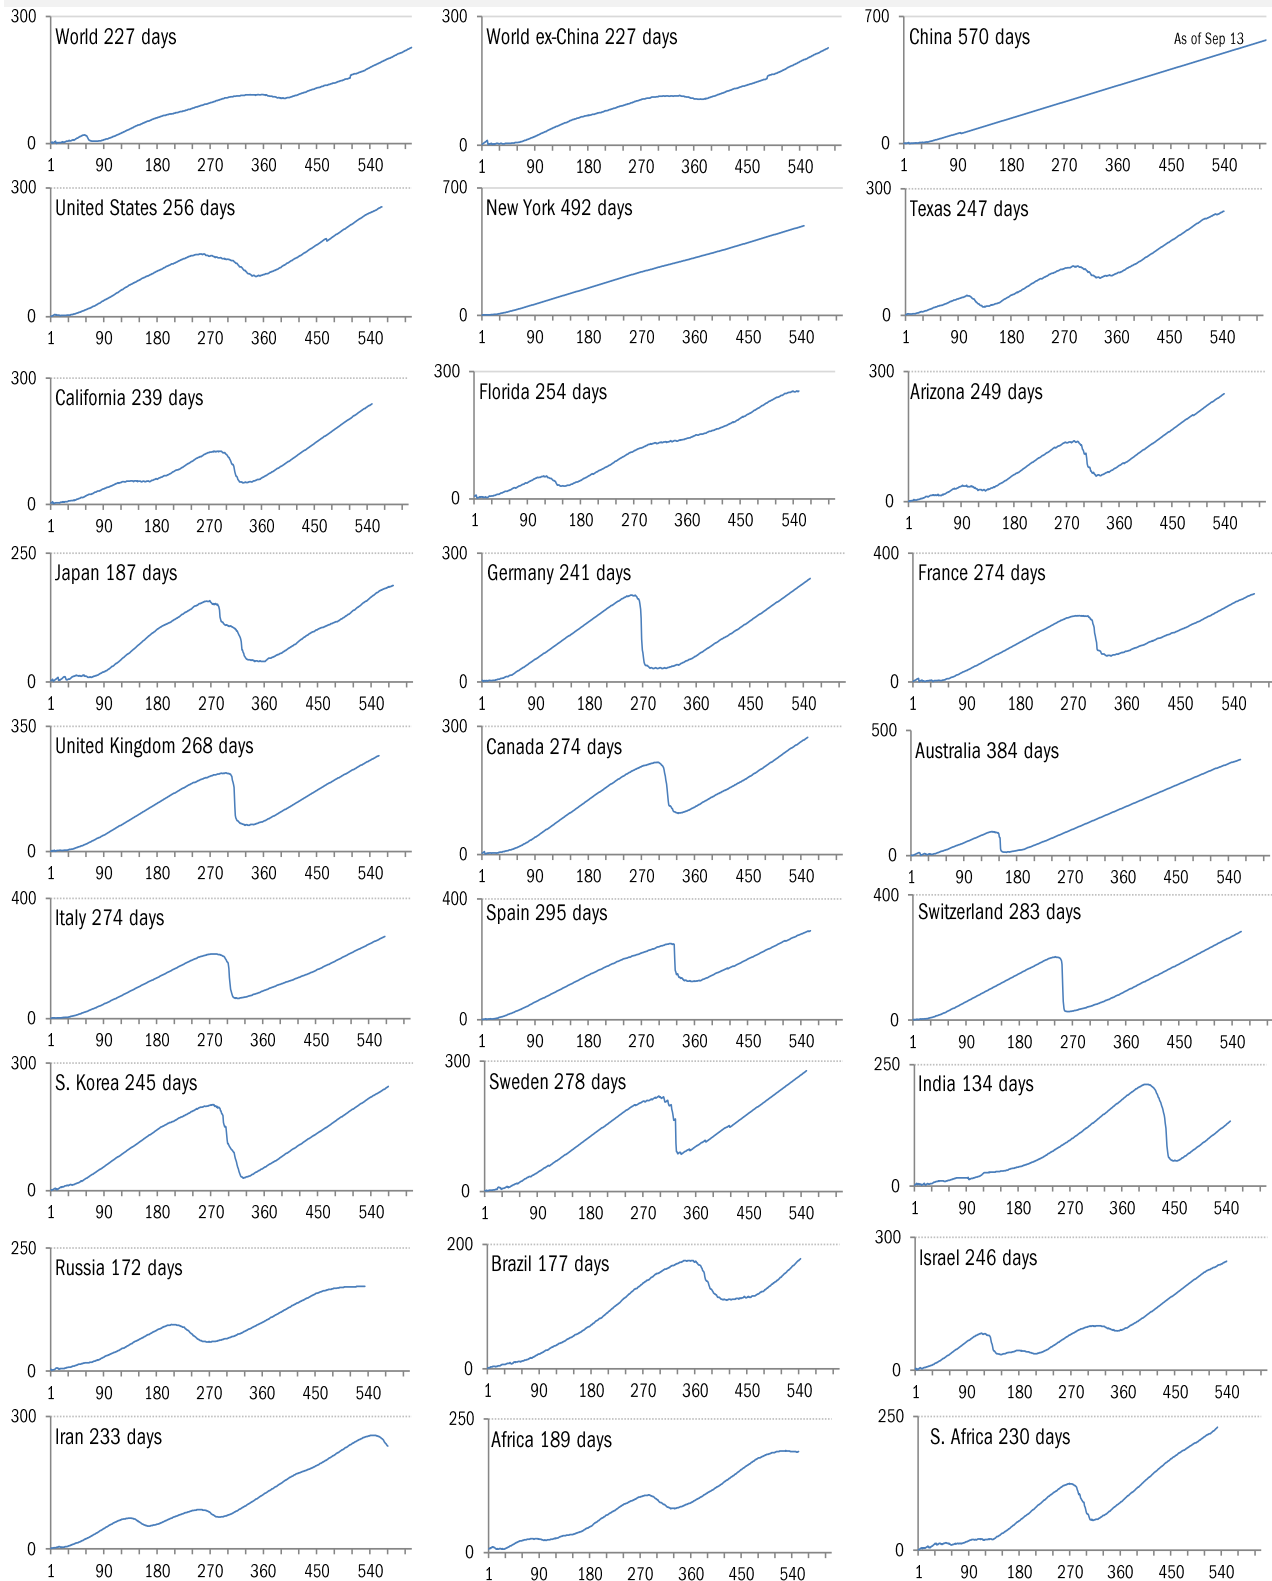 300
World 227 days
0
1 90 180 270 360 450 540
300
World ex-China 227 days
0
1 90 180 270 360 450 540
700
China 570 days
As of Sep 13
0
1 90 180 270 360 450 540
300
United States 256 days
0
1 90 180 270 360 450 540
700
New York 492 days
0
1 90 180 270 360 450 540
300
Texas 247 days
0
1 90 180 270 360 450 540
300
California 239 days
0
1 90 180 270 360 450 540
300
Florida 254 days
0
1 90 180 270 360 450 540
300
Arizona 249 days
0
1 90 180 270 360 450 540
250
Japan 187 days
0
1 90 180 270 360 450 540
300
Germany 241 days
0
1 90 180 270 360 450 540
400
France 274 days
0
1 90 180 270 360 450 540
350
United Kingdom 268 days
0
1 90 180 270 360 450 540
300
Canada 274 days
0
1 90 180 270 360 450 540
500
Australia 384 days
0
1 90 180 270 360 450 540
400
Italy 274 days
0
1 90 180 270 360 450 540
400
Spain 295 days
0
1 90 180 270 360 450 540
400
Switzerland 283 days
0
1 90 180 270 360 450 540
300
S. Korea 245 days
0
1 90 180 270 360 450 540
300
Sweden 278 days
0
1 90 180 270 360 450 540
250
India 134 days
0
1 90 180 270 360 450 540
250
Russia 172 days
0
1 90 180 270 360 450 540
200
Brazil 177 days
0
1 90 180 270 360 450 540
300
Israel 246 days
0
1 90 180 270 360 450 540
300
Iran 233 days
0
1 90 180 270 360 450 540
250
Africa 189 days
0
1 90 180 270 360 450 540
250
S. Africa 230 days
0
1 90 180 270 360 450 540